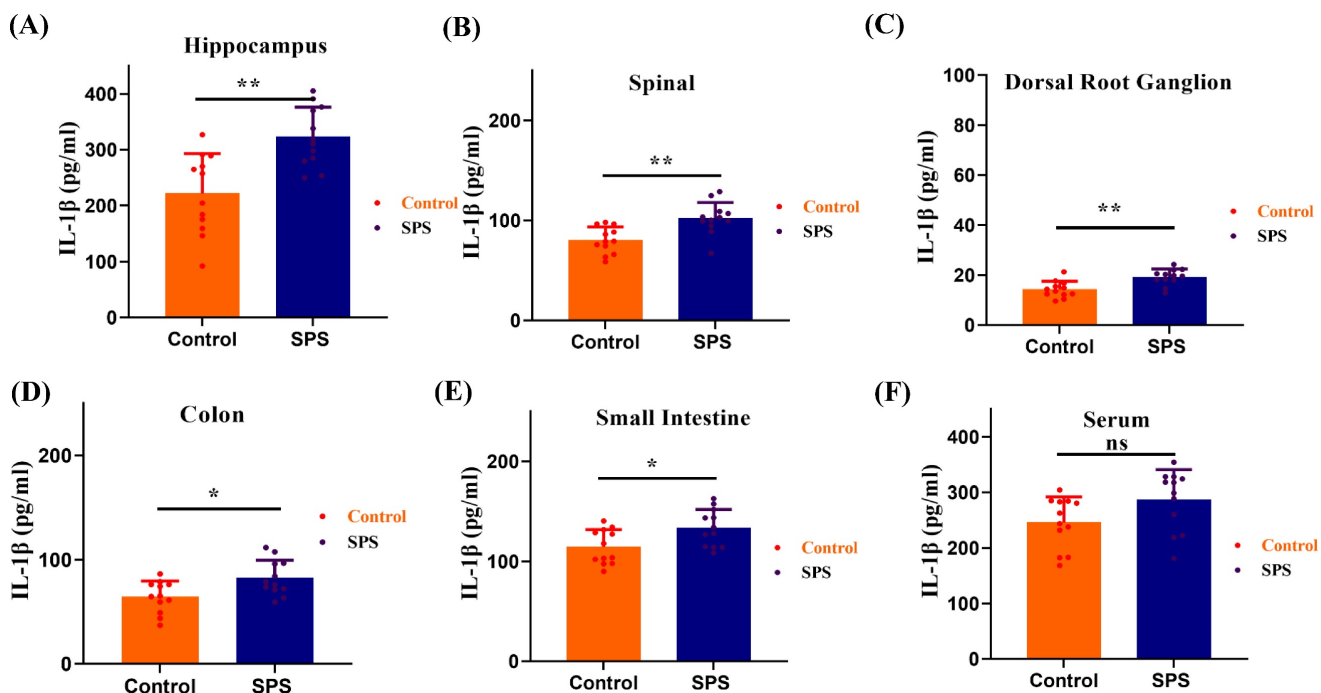 (A)
Hippocampus
**
IL-1β (pg/ml)
400
300
200
100
0
Control
SPS
Control
SPS
(B)
Spinal
**
IL-1β (pg/ml)
200
100
0
Control
SPS
Control
SPS
(C)
Dorsal Root Ganglion
**
IL-1β (pg/ml)
100
80
60
40
20
0
Control
SPS
Control
SPS
(D)
Colon
*
IL-1β (pg/ml)
200
100
0
Control
SPS
Control
SPS
(E)
Small Intestine
*
IL-1β (pg/ml)
200
100
0
Control
SPS
Control
SPS
(F)
Serum
ns
IL-1β (pg/ml)
400
300
200
100
0
Control
SPS
Control
SPS